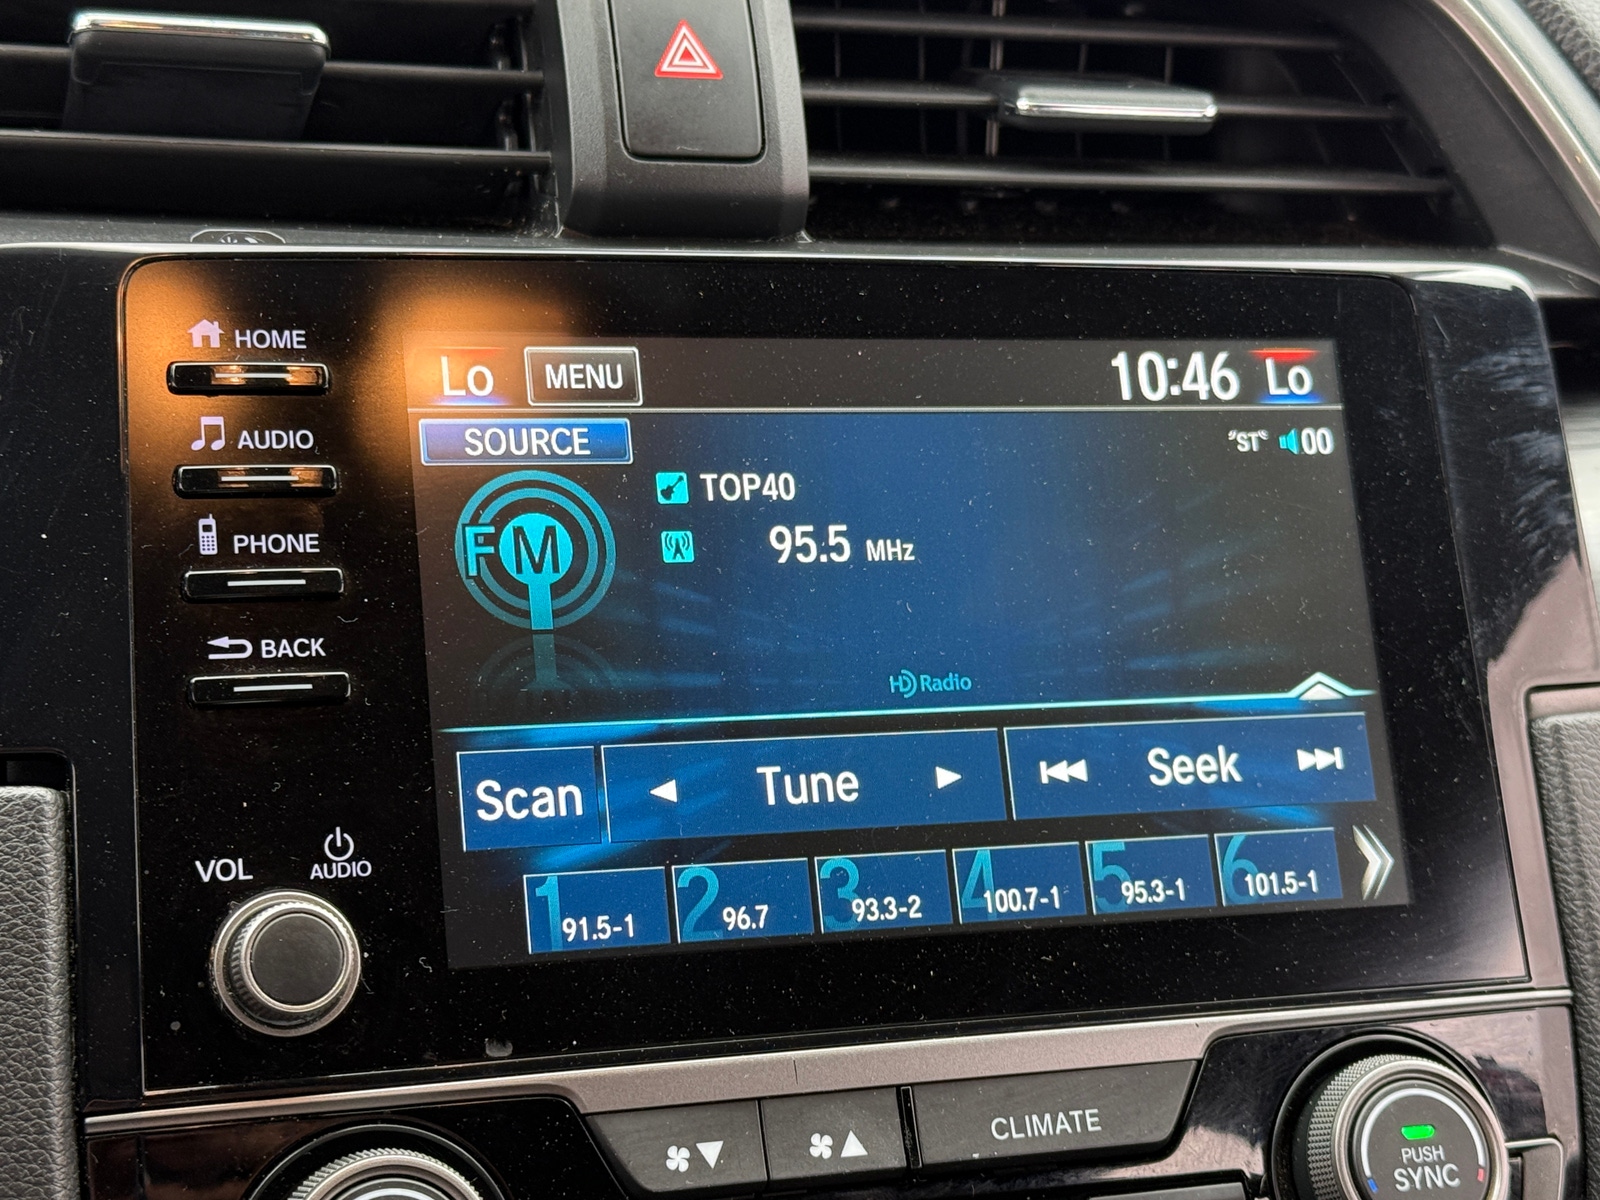 HOME
AUDIO
PHONE
BACK
VOL
AUDIO
Lo MENU 10:46 Lo
SOURCE "ST" 00
FM
TOP40
95.5 MHz
HD Radio
Scan Tune Seek
1 91.5-1 2 96.7 3 93.3-2 4 100.7-1 5 95.3-1 6 101.5-1
CLIMATE
PUSH
SYNC